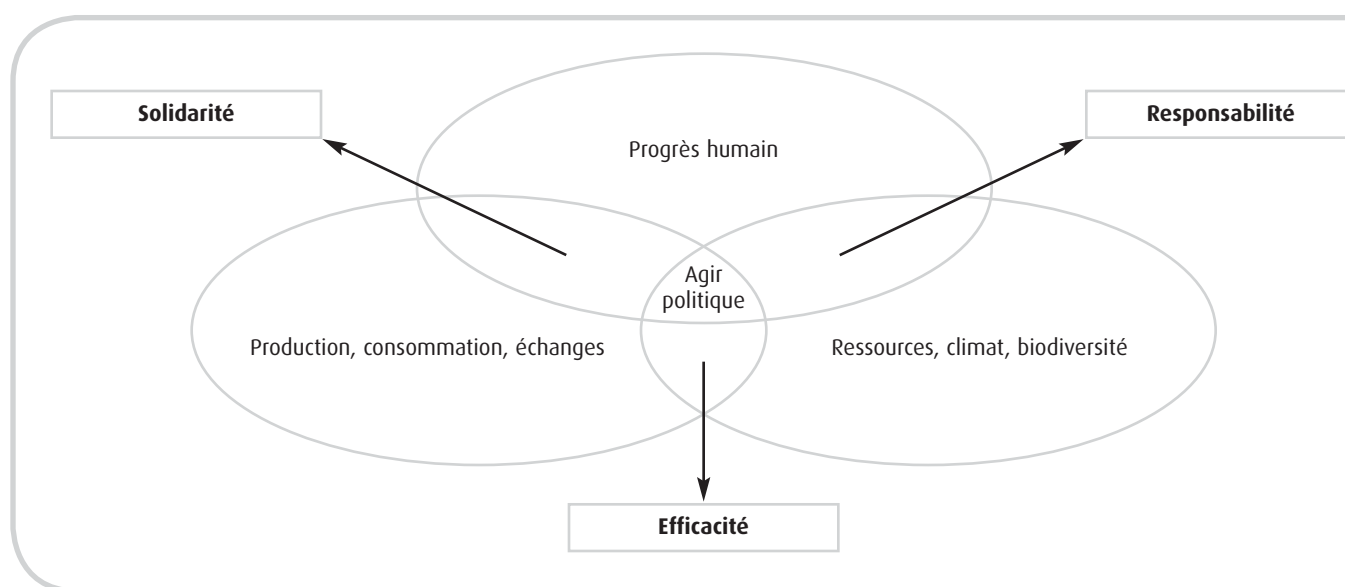 Solidarité
Responsabilité
Progrès humain
Agir
politique
Production, consommation, échanges
Ressources, climat, biodiversité
Efficacité